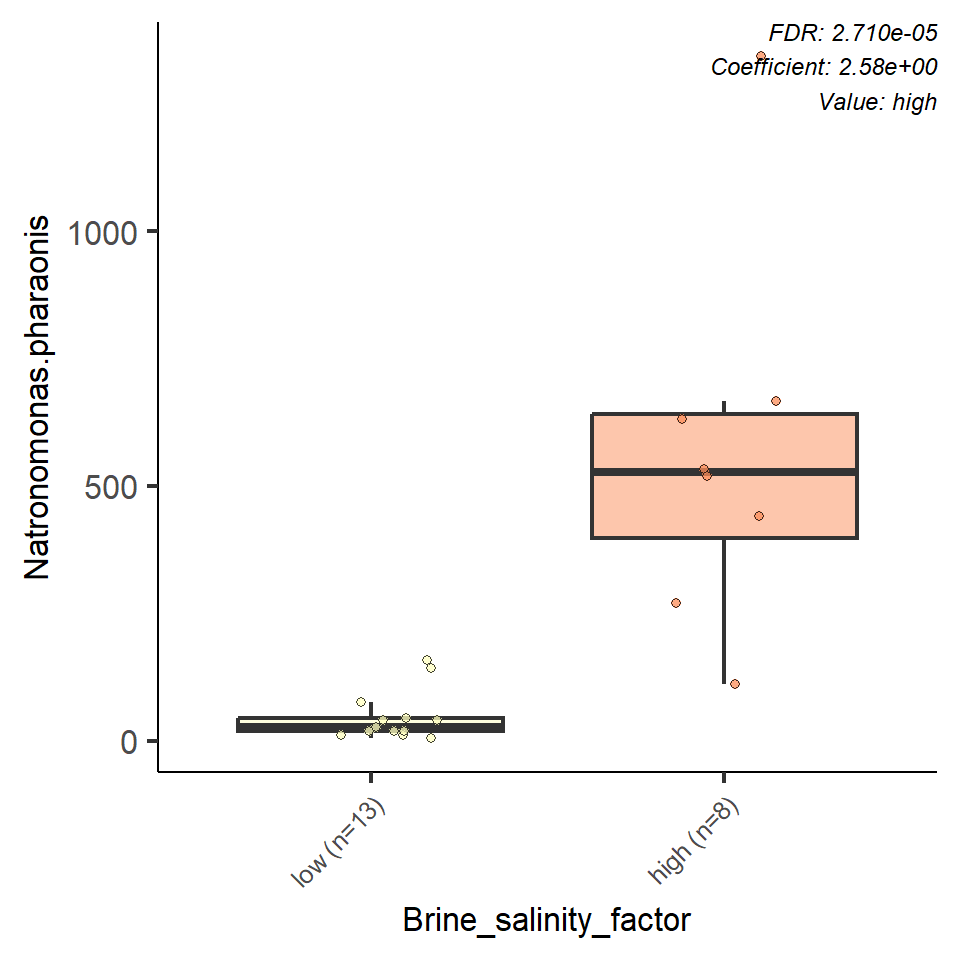 FDR: 2.710e-05
Coefficient: 2.58e+00
Value: high
Natronomonas.pharaonis
1000
500
0
low (n=13)
high (n=8)
Brine_salinity_factor